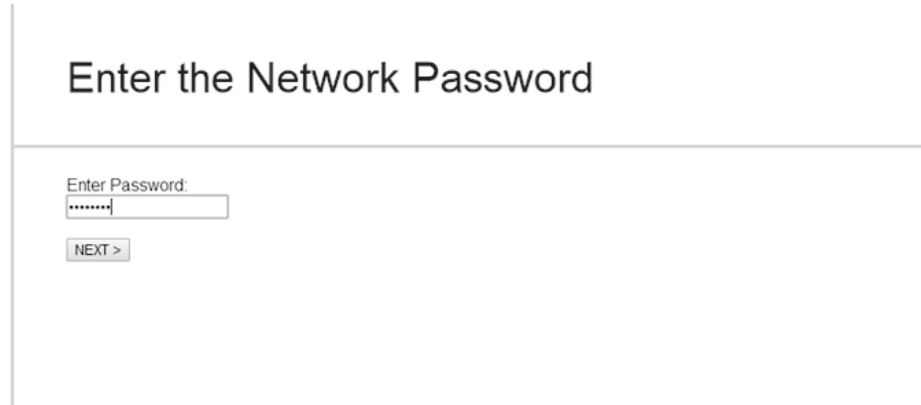 Enter the Network Password
Enter Password:
••••••••
NEXT >